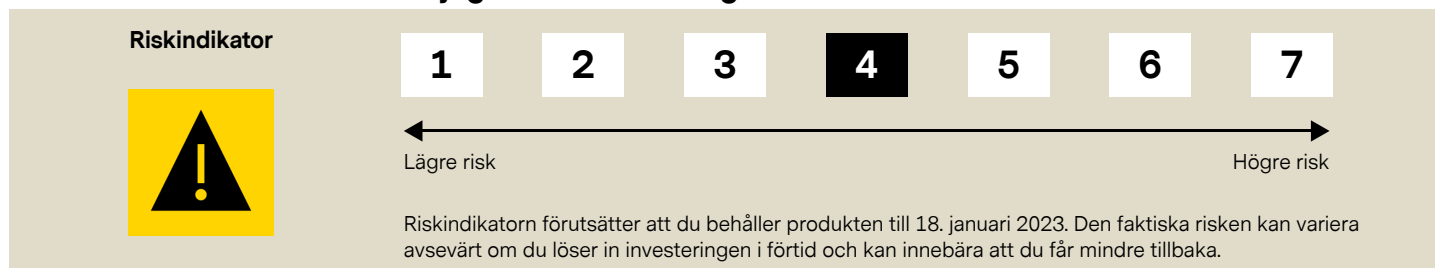 Riskindikator
1 2 3 4 5 6 7
Lägre risk Högre risk
Riskindikatorn förutsätter att du behåller produkten till 18. januari 2023. Den faktiska risken kan variera
avsevärt om du löser in investeringen i förtid och kan innebära att du får mindre tillbaka.